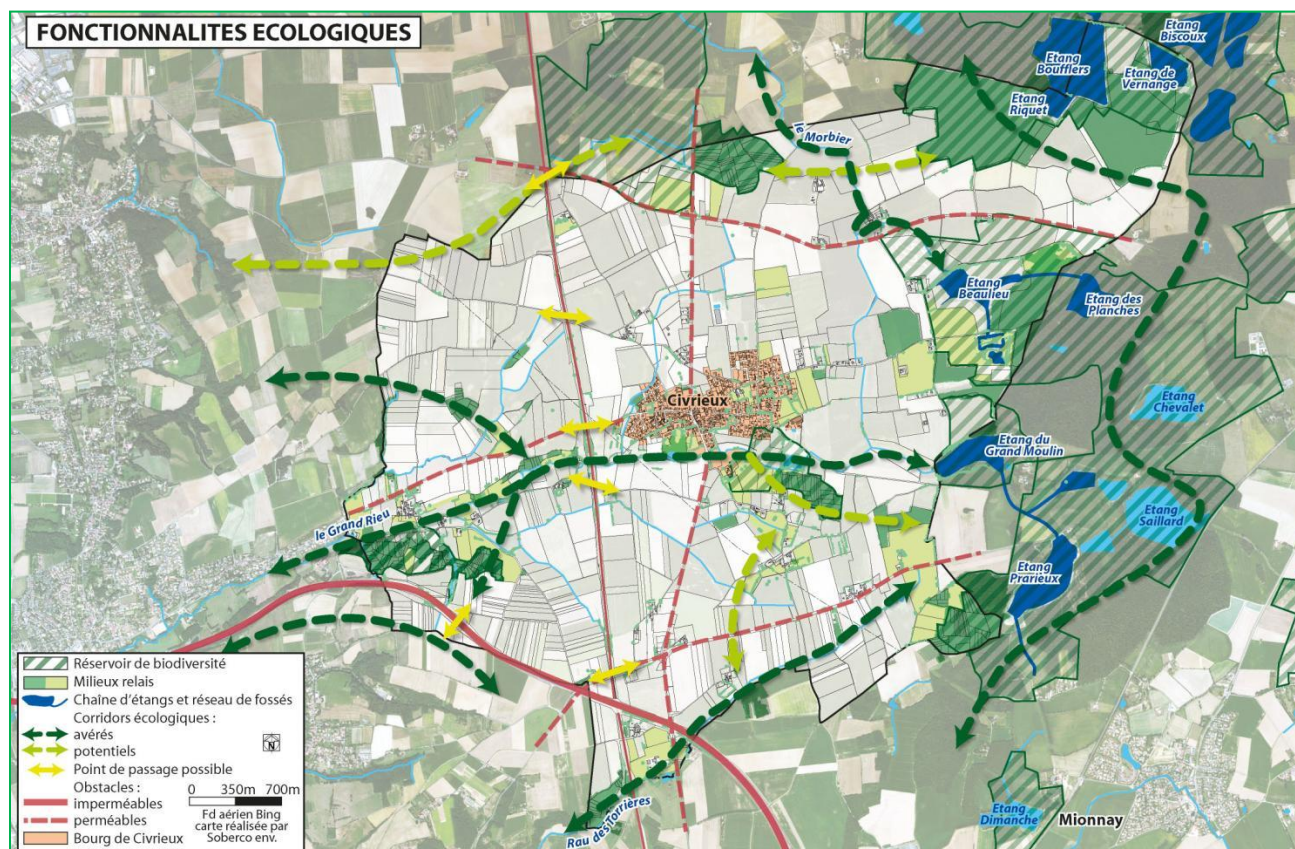 FONCTIONNALITES ECOLOGIQUES
Etang
Biscoux
Etang
Boufflers
Etang de
Vernange
Etang
Riquet
le Morbier
Etang
Beaulieu
Etang des
Planches
Civrieux
Etang
Chevalet
Etang du
Grand Moulin
Etang
Saillard
le Grand Rieu
Etang
Prarieux
Rau des Torrières
Etang
Dimanche
Mionnay
Réservoir de biodiversité
Milieux relais
Chaîne d'étangs et réseau de fossés
Corridors écologiques :
avérés
potentiels
N
Point de passage possible
Obstacles :
imperméables
perméables
0 350m 700m
Fd aérien Bing
carte réalisée par
Soberco env.
Bourg de Civrieux